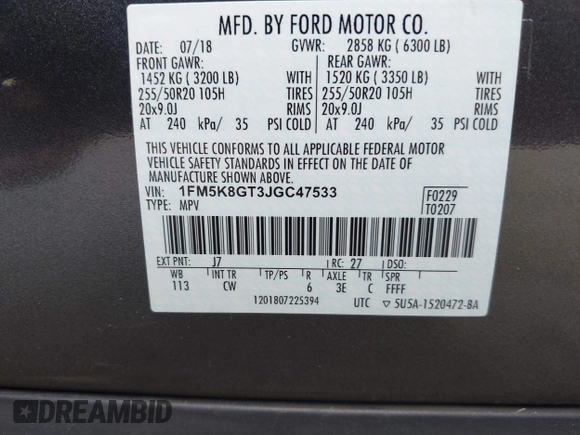 MFD. BY FORD MOTOR CO.
DATE: 07/18 GVWR: 2858 KG ( 6300 LB)
FRONT GAWR: REAR GAWR:
1452 KG ( 3200 LB) WITH 1520 KG ( 3350 LB) WITH
255/50R20 105H TIRES 255/50R20 105H TIRES
20x9.0J RIMS 20x9.0J RIMS
AT 240 kPa/ 35 PSI COLD AT 240 kPa/ 35 PSI COLD
THIS VEHICLE CONFORMS TO ALL APPLICABLE FEDERAL MOTOR
VEHICLE SAFETY STANDARDS IN EFFECT ON THE DATE OF
MANUFACTURE SHOWN ABOVE.
VIN: 1FM5K8GT3JGC47533 F0229
TYPE: MPV T0207
EXT PNT: J7 RC: 27 DSO:
WB INT TR TP/PS R AXLE TR SPR
113 CW 6 3E C FFFF
1201807225394 UTC ▽ 5U5A-1520472-BA
DREAMBID